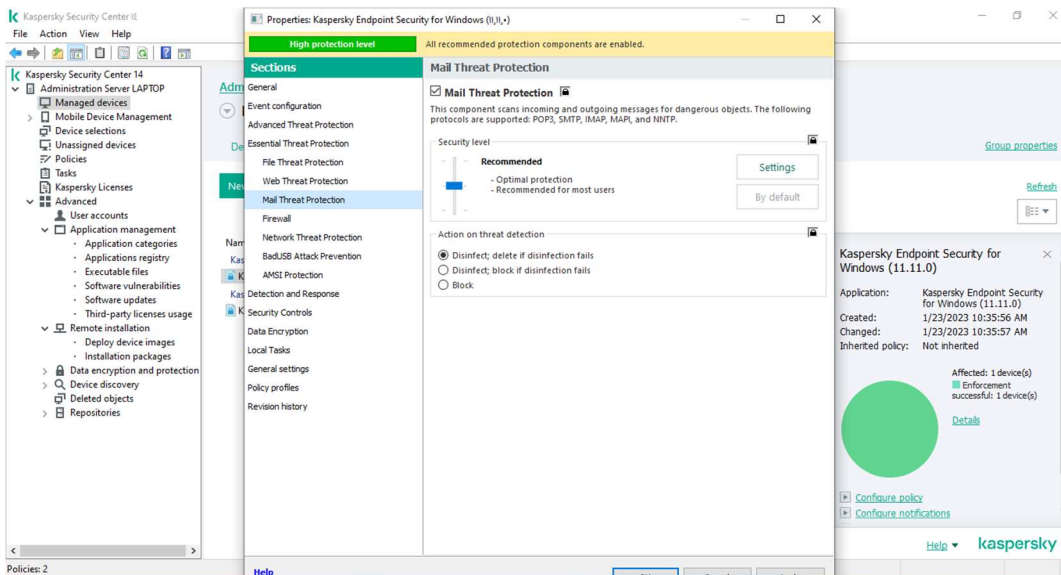 Kaspersky Security Center
File Action View Help
Kaspersky Security Center 14
Administration Server LAPTOP
Managed devices
Mobile Device Management
Device selections
Unassigned devices
Policies
Tasks
Kaspersky Licenses
Advanced
User accounts
Application management
Application categories
Applications registry
Executable files
Software vulnerabilities
Software updates
Third-party licenses usage
Remote installation
Deploy device images
Installation packages
Data encryption and protection
Device discovery
Deleted objects
Repositories
Policies: 2
Adm
De
Nev
Nam
Kas
K
Kas
K
Properties: Kaspersky Endpoint Security for Windows
High protection level
All recommended protection components are enabled.
Sections
General
Event configuration
Advanced Threat Protection
Essential Threat Protection
File Threat Protection
Web Threat Protection
Mail Threat Protection
Firewall
Network Threat Protection
BadUSB Attack Prevention
AMSI Protection
Detection and Response
Security Controls
Data Encryption
Local Tasks
General settings
Policy profiles
Revision history
Help
Mail Threat Protection
Mail Threat Protection
This component scans incoming and outgoing messages for dangerous objects. The following
protocols are supported: POP3, SMTP, IMAP, MAPI, and NNTP.
Security level
Recommended
- Optimal protection
- Recommended for most users
Settings
By default
Action on threat detection
Disinfect; delete if disinfection fails
Disinfect; block if disinfection fails
Block
Group properties
Refresh
Kaspersky Endpoint Security for
Windows (11.11.0)
Application: Kaspersky Endpoint Security
for Windows (11.11.0)
Created: 1/23/2023 10:35:56 AM
Changed: 1/23/2023 10:35:57 AM
Inherited policy: Not inherited
Affected: 1 device(s)
Enforcement
successful: 1 device(s)
Details
Configure policy
Configure notifications
Help
kaspersky